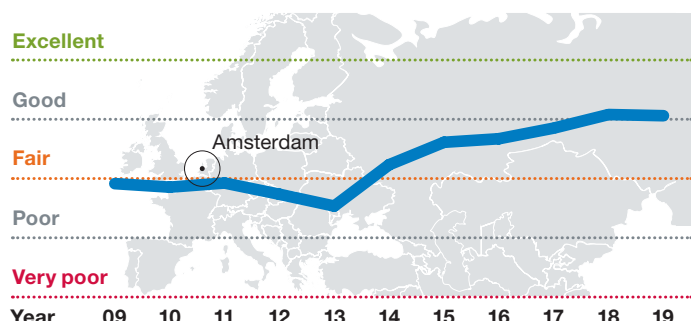 Excellent
Good
Amsterdam
Fair
Poor
Very poor
Year 09 10 11 12 13 14 15 16 17 18 19